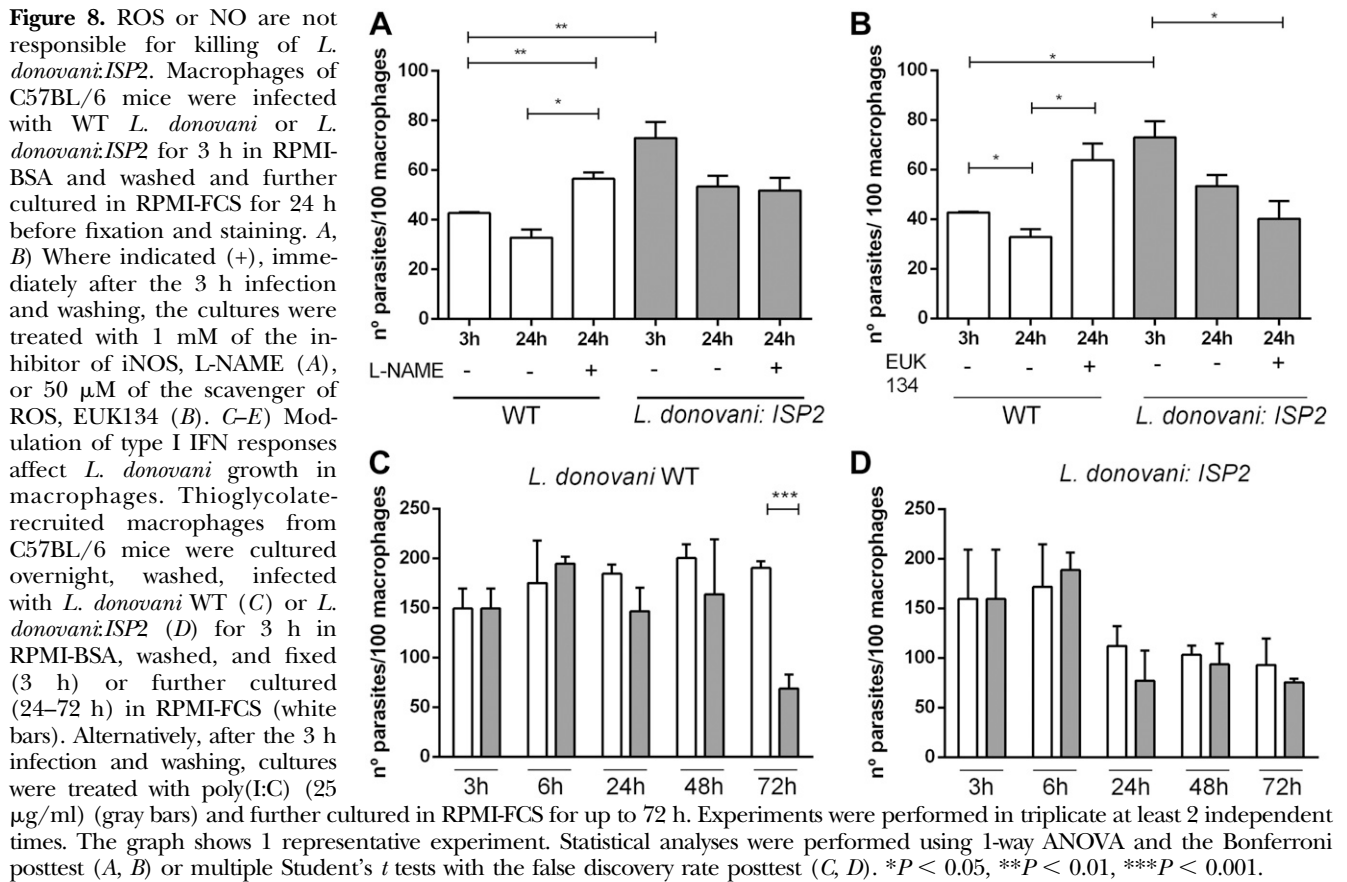 Figure 8. ROS or NO are not
responsible for killing of L.
donovani:ISP2. Macrophages of
C57BL/6 mice were infected
with WT L. donovani or L.
donovani:ISP2 for 3 h in RPMI-
BSA and washed and further
cultured in RPMI-FCS for 24 h
before fixation and staining. A,
B) Where indicated (+), imme-
diately after the 3 h infection
and washing, the cultures were
treated with 1 mM of the in-
hibitor of iNOS, L-NAME (A),
or 50 μM of the scavenger of
ROS, EUK134 (B). C–E) Mod-
ulation of type I IFN responses
affect L. donovani growth in
macrophages. Thioglycolate-
recruited macrophages from
C57BL/6 mice were cultured
overnight, washed, infected
with L. donovani WT (C) or L.
donovani:ISP2 (D) for 3 h in
RPMI-BSA, washed, and fixed
(3 h) or further cultured
(24–72 h) in RPMI-FCS (white
bars). Alternatively, after the 3 h
infection and washing, cultures
were treated with poly(I:C) (25
μg/ml) (gray bars) and further cultured in RPMI-FCS for up to 72 h. Experiments were performed in triplicate at least 2 independent
times. The graph shows 1 representative experiment. Statistical analyses were performed using 1-way ANOVA and the Bonferroni
posttest (A, B) or multiple Student's t tests with the false discovery rate posttest (C, D). *P < 0.05, **P < 0.01, ***P < 0.001.
A
nº parasites/100 macrophages
100
80
60
40
20
0
**
**
*
3h 24h 24h 3h 24h 24h
L-NAME - - + - - +
WT L. donovani: ISP2
B
nº parasites/ 100 macrophages
100
80
60
40
20
0
*
*
*
*
3h 24h 24h 3h 24h 24h
EUK - - + - - +
134
WT L. donovani: ISP2
C
L. donovani WT
nº parasites/100 macrophages
250
200
150
100
50
0
***
3h 6h 24h 48h 72h
D
L. donovani: ISP2
nº parasites/100 macrophages
250
200
150
100
50
0
3h 6h 24h 48h 72h